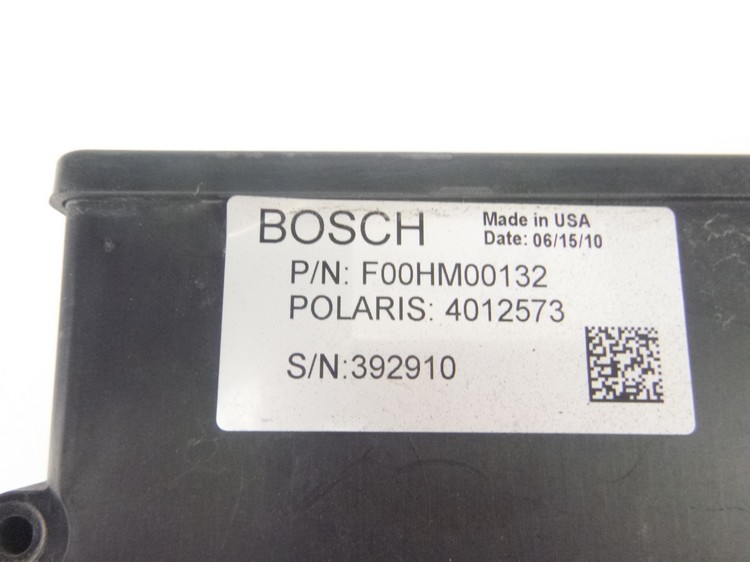 BOSCH
Made in USA
Date: 06/15/10
P/N: F00HM00132
POLARIS: 4012573
S/N:392910